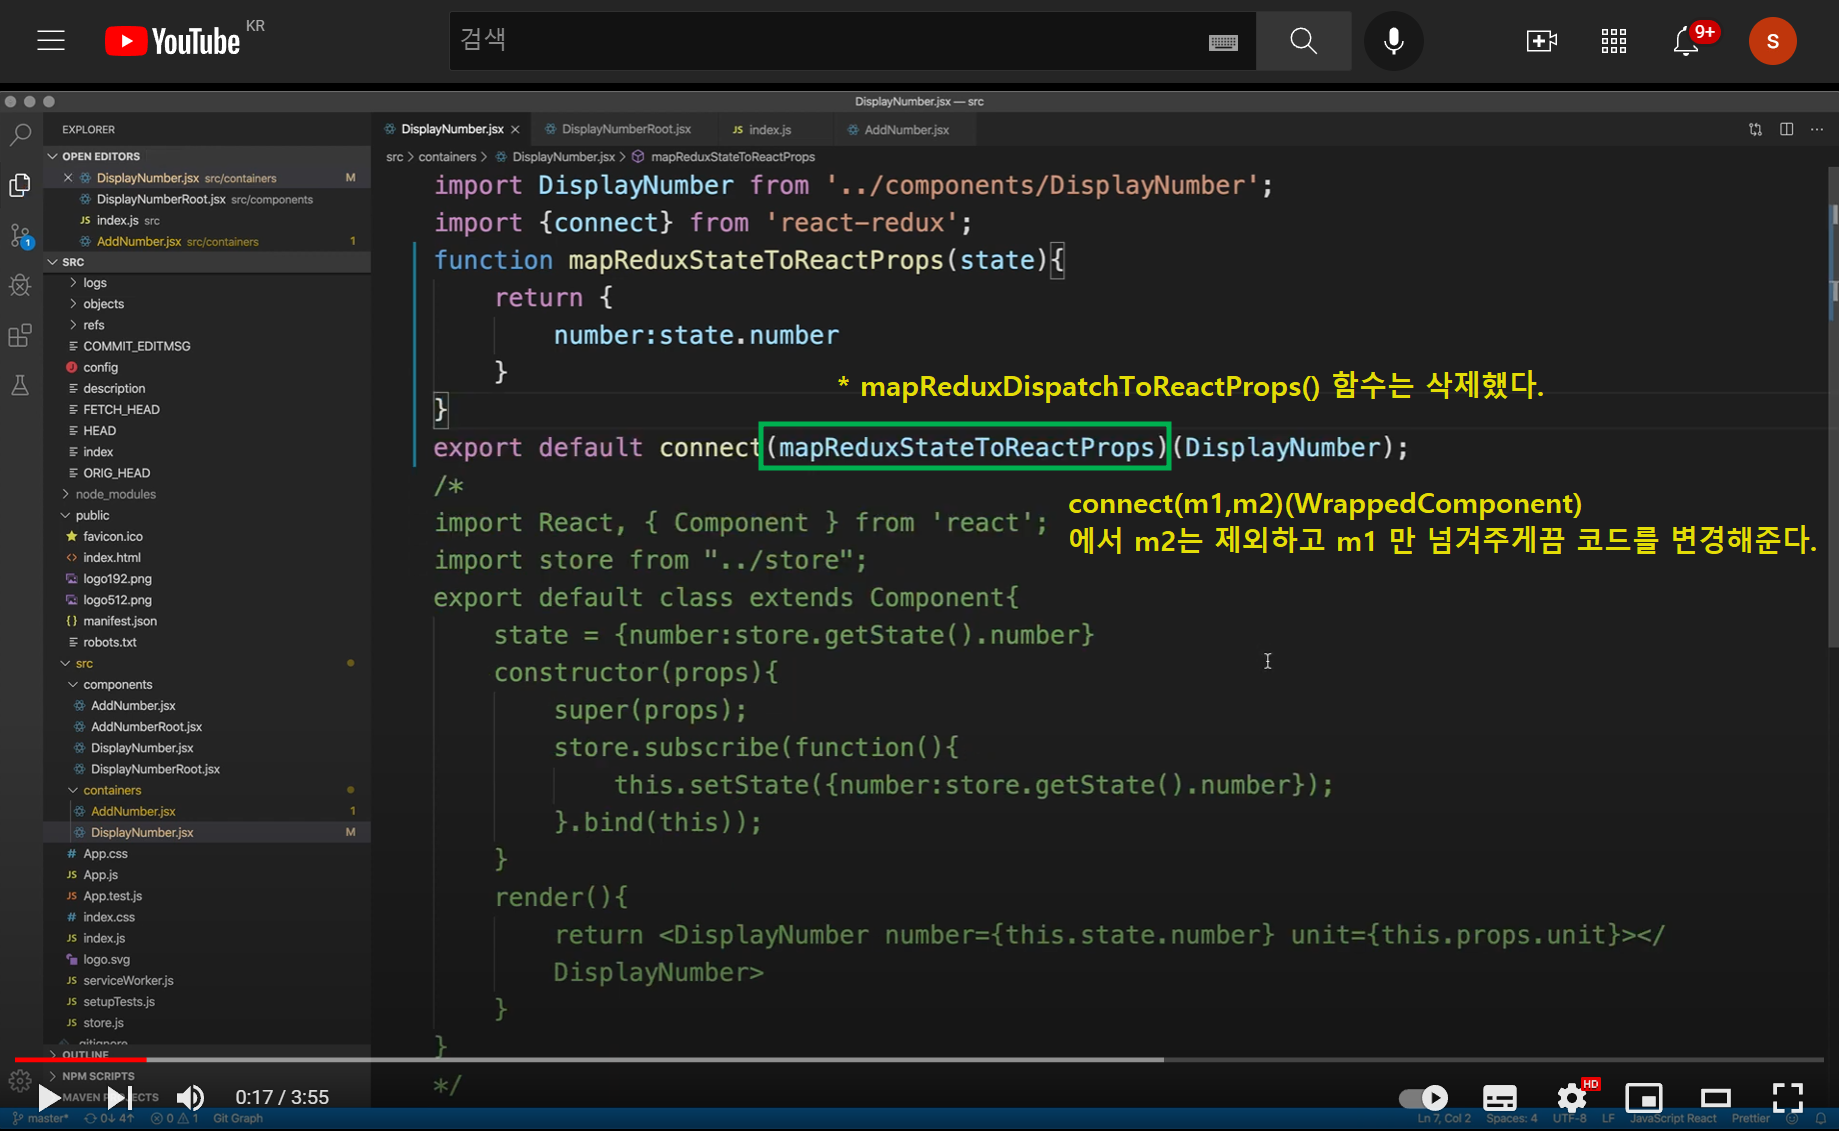 YouTube KR
검색
9+
S
DisplayNumber.jsx — src
EXPLORER
OPEN EDITORS
DisplayNumber.jsx src/containers M
DisplayNumberRoot.jsx src/components
JS index.js src
AddNumber.jsx src/containers 1
1
SRC
logs
objects
refs
COMMIT_EDITMSG
config
description
FETCH_HEAD
HEAD
index
ORIG_HEAD
node_modules
public
favicon.ico
index.html
logo192.png
logo512.png
manifest.json
robots.txt
src
components
AddNumber.jsx
AddNumberRoot.jsx
DisplayNumber.jsx
DisplayNumberRoot.jsx
containers
AddNumber.jsx 1
DisplayNumber.jsx M
# App.css
JS App.js
JS App.test.js
# index.css
JS index.js
logo.svg
JS serviceWorker.js
JS setupTests.js
JS store.js
.gitignore
OUTLINE
NPM SCRIPTS
MAVEN PROJECTS
DisplayNumber.jsx
DisplayNumberRoot.jsx
JS index.js
AddNumber.jsx
src > containers > DisplayNumber.jsx > mapReduxStateToReactProps
import DisplayNumber from '../components/DisplayNumber';
import {connect} from 'react-redux';
function mapReduxStateToReactProps(state){
return {
number:state.number
}
* mapReduxDispatchToReactProps() 함수는 삭제했다.
}
export default connect(mapReduxStateToReactProps)(DisplayNumber);
/*
connect(m1,m2)(WrappedComponent)
에서 m2는 제외하고 m1 만 넘겨주게끔 코드를 변경해준다.
import React, { Component } from 'react';
import store from "../store";
export default class extends Component{
state = {number:store.getState().number}
constructor(props){
super(props);
store.subscribe(function(){
this.setState({number:store.getState().number});
}.bind(this));
}
render(){
return <DisplayNumber number={this.state.number} unit={this.props.unit}></
DisplayNumber>
}
}
*/
0:17 / 3:55
HD
master* 0↓ 4↑ 0 1 Git Graph
Ln 7, Col 2 Spaces: 4 UTF-8 LF JavaScript React Prettier